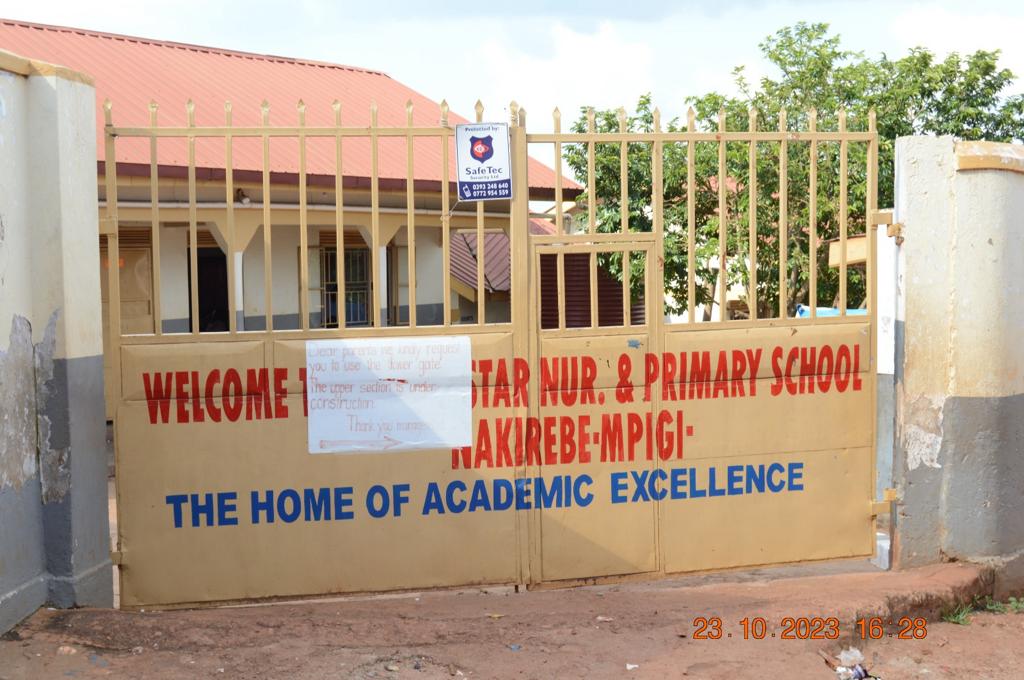 Protected by:
SafeTec
Security Ltd
0393 248 640
0772 954 559
WELCOME T STAR NUR. & PRIMARY SCHOOL
NAKIREBE-MPIGI-
THE HOME OF ACADEMIC EXCELLENCE
Dear parents we kindly request
you to use the lower gate
The upper section is under
construction.
Thank you
23.10.2023 16:28